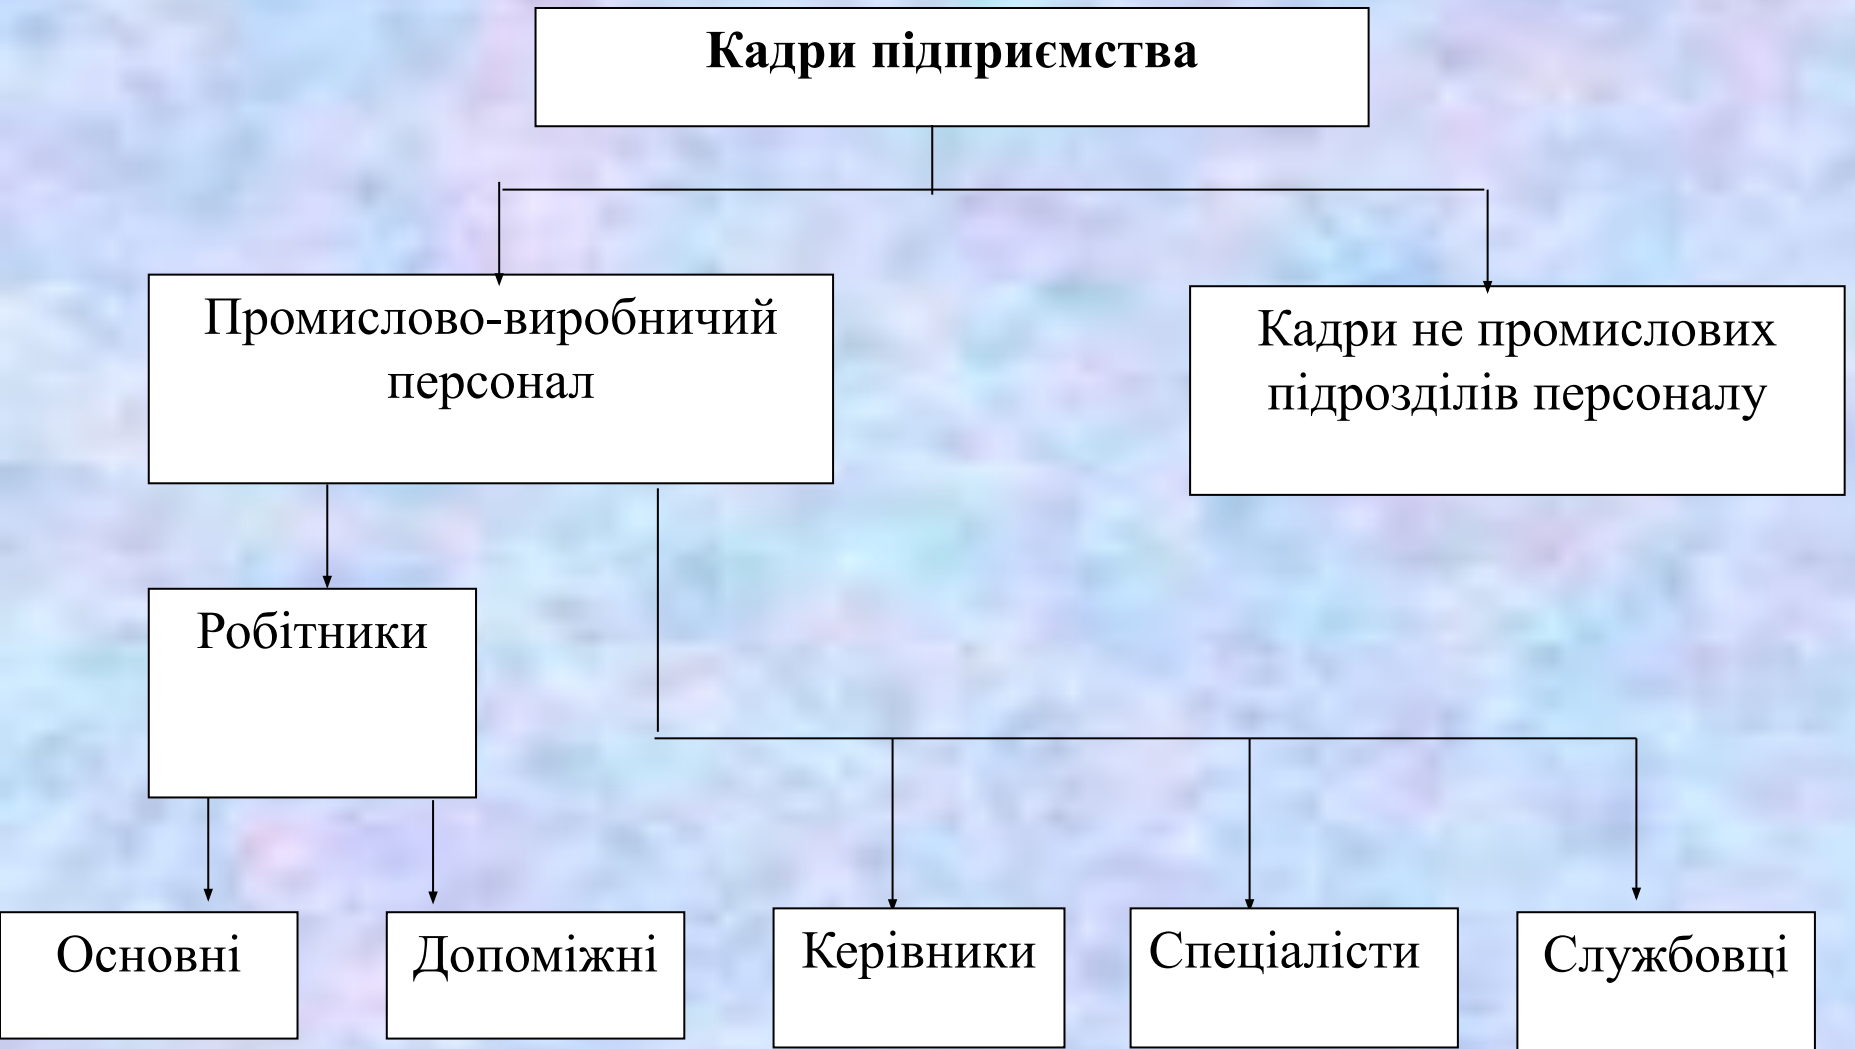 Кадри підприємства
Промислово-виробничий
персонал
Кадри не промислових
підрозділів персоналу
Робітники
Основні
Допоміжні
Керівники
Спеціалісти
Службовці